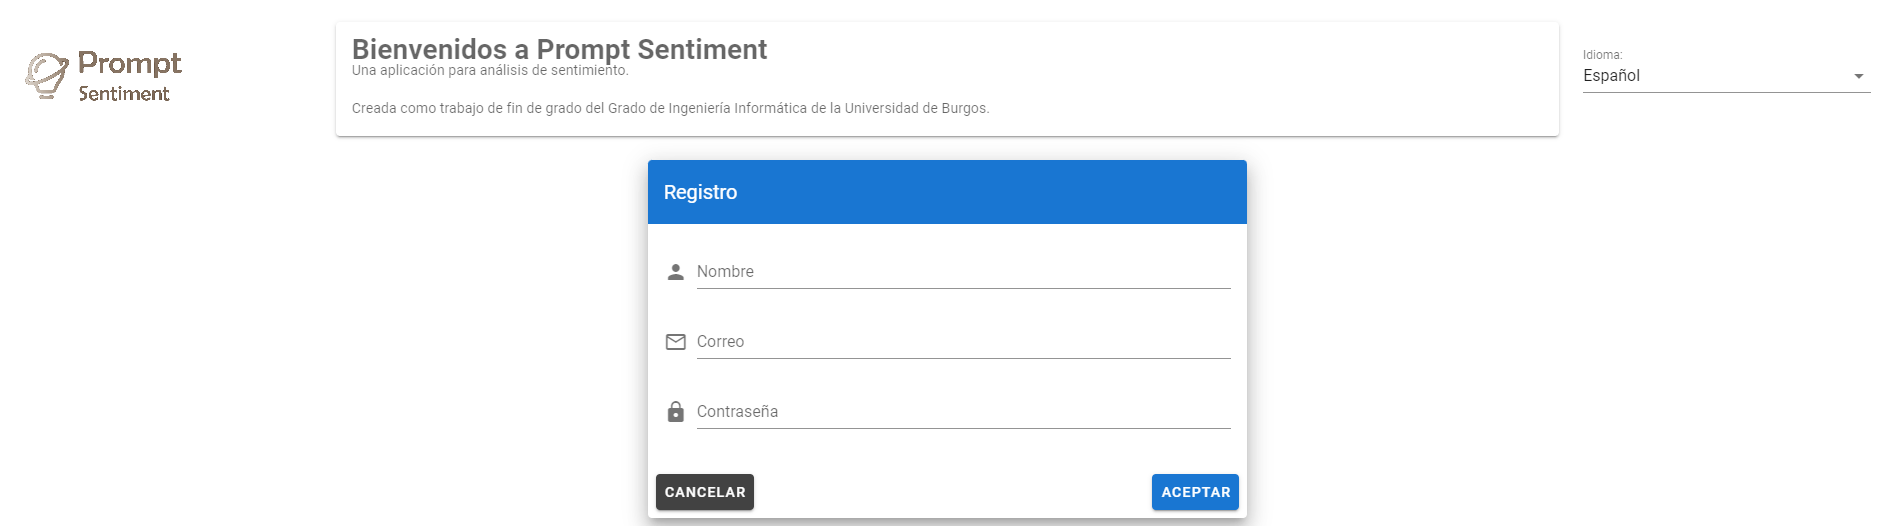 Prompt
Sentiment
Bienvenidos a Prompt Sentiment
Una aplicación para análisis de sentimiento.
Creada como trabajo de fin de grado del Grado de Ingeniería Informática de la Universidad de Burgos.
Idioma:
Español
Registro
Nombre
Correo
Contraseña
CANCELAR
ACEPTAR